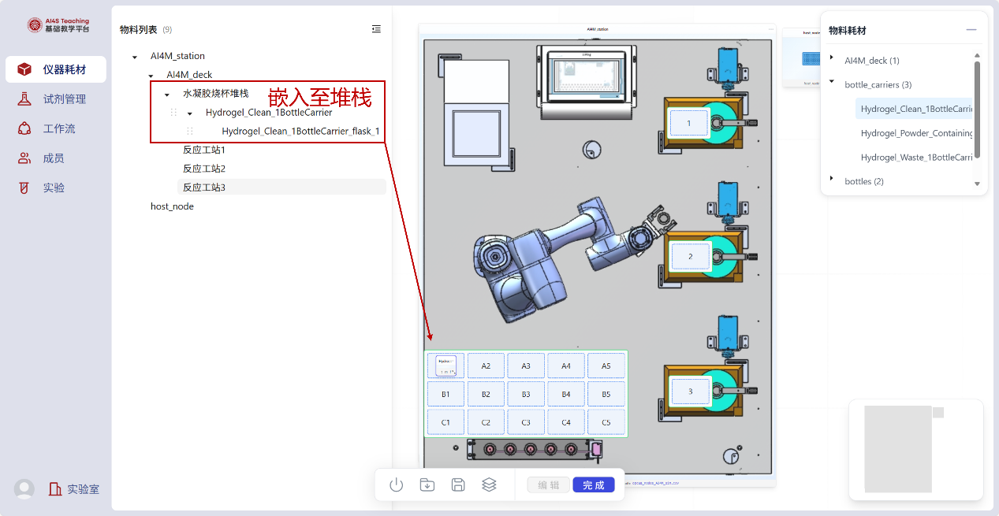 AI4S Teaching
基础教学平台
仪器耗材
试剂管理
工作流
成员
实验
实验室
物料列表 (9)
AI4M_station
AI4M_deck
水凝胶烧杯堆栈
嵌入至堆栈
Hydrogel_Clean_1BottleCarrier
Hydrogel_Clean_1BottleCarrier_flask_1
反应工站1
反应工站2
反应工站3
host_node
AI4M_station
1
2
3
Hydro
A2 A3 A4 A5
B1 B2 B3 B4 B5
C1 C2 C3 C4 C5
编辑
完成
host_node
host_node
物料耗材
AI4M_deck (1)
bottle_carriers (3)
Hydrogel_Clean_1BottleCarri
Hydrogel_Powder_Containing
Hydrogel_Waste_1BottleCarri
bottles (2)